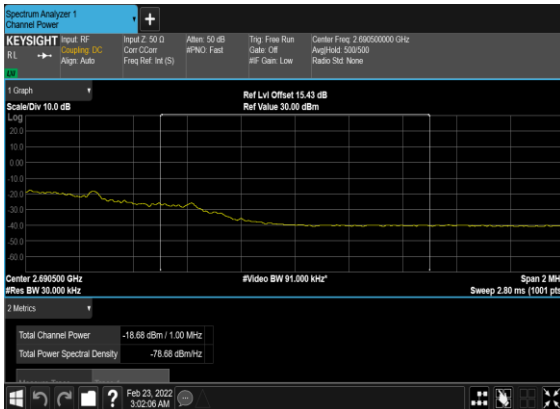 Spectrum Analyzer 1
Channel Power
+
KEYSIGHT
RL
Input: RF
Coupling: DC
Align: Auto
Input Z: 50 Ω
Corr CCorr
Freq Ref: Int (S)
Atten: 50 dB
#PNO: Fast
Trig: Free Run
Gate: Off
#IF Gain: Low
Center Freq: 2.690500000 GHz
Avg|Hold: 500/500
Radio Std: None
1 Graph
Scale/Div 10.0 dB
Ref Lvl Offset 15.43 dB
Ref Value 30.00 dBm
Log
20.0
10.0
0.00
-10.0
-20.0
-30.0
-40.0
-50.0
-60.0
Center 2.690500 GHz
#Res BW 30.000 kHz
#Video BW 91.000 kHz*
Span 2 MH
Sweep 2.80 ms (1001 pts
2 Metrics
Total Channel Power -18.68 dBm / 1.00 MHz
Total Power Spectral Density -78.68 dBm/Hz
?
Feb 23, 2022
3:02:06 AM